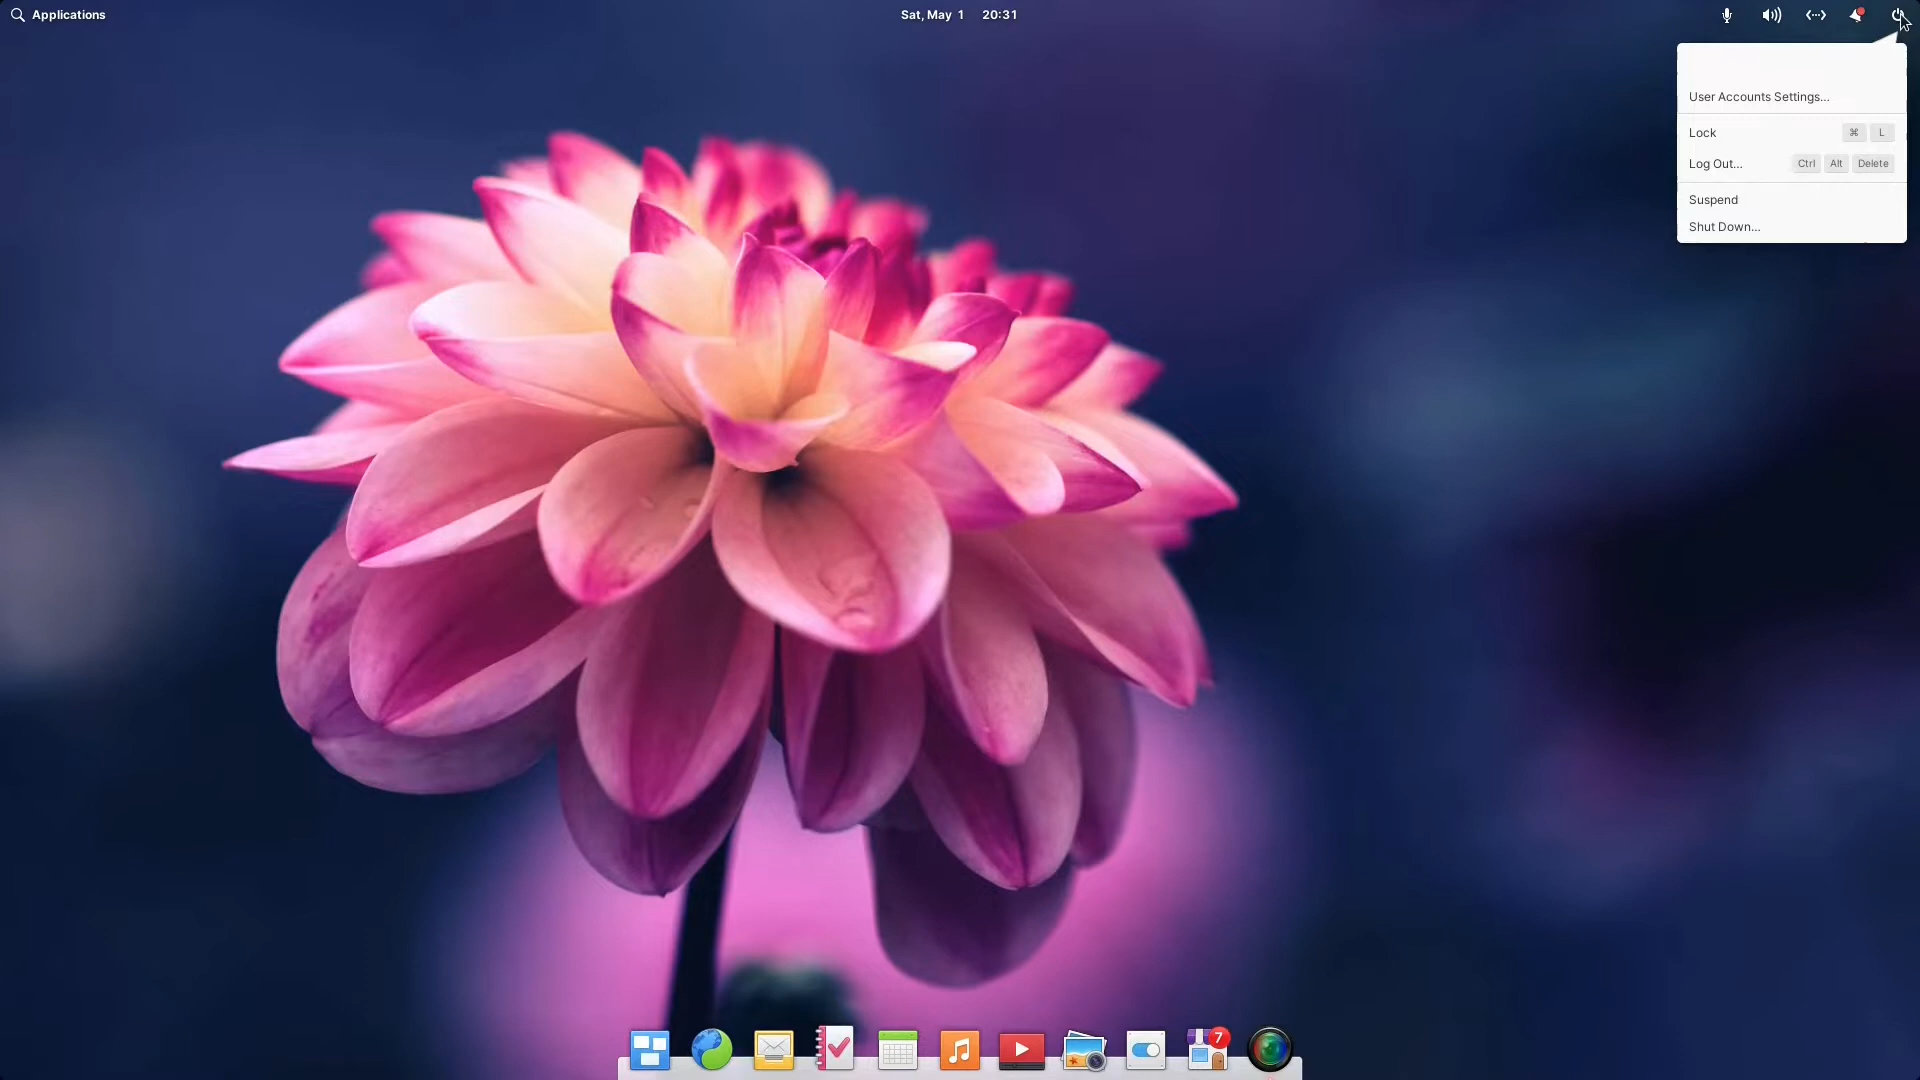 Applications
Sat, May 1 20:31
User Accounts Settings...
Lock ⌘ L
Log Out... Ctrl Alt Delete
Suspend
Shut Down...
7